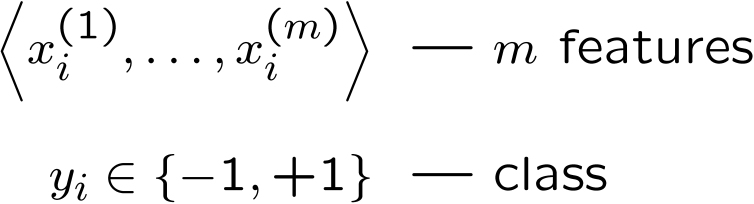 ⟨x_i^(1), . . . , x_i^(m)⟩ — m features
y_i ∈ {−1, +1} — class